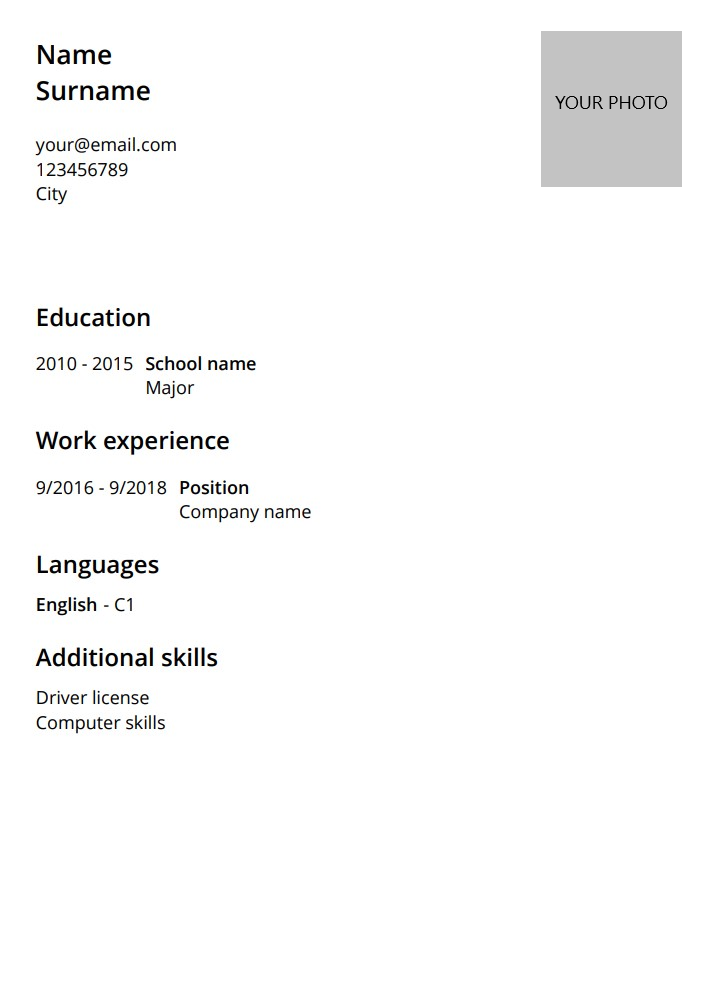 Name
Surname
YOUR PHOTO
your@email.com
123456789
City
Education
2010 - 2015 School name
Major
Work experience
9/2016 - 9/2018 Position
Company name
Languages
English - C1
Additional skills
Driver license
Computer skills